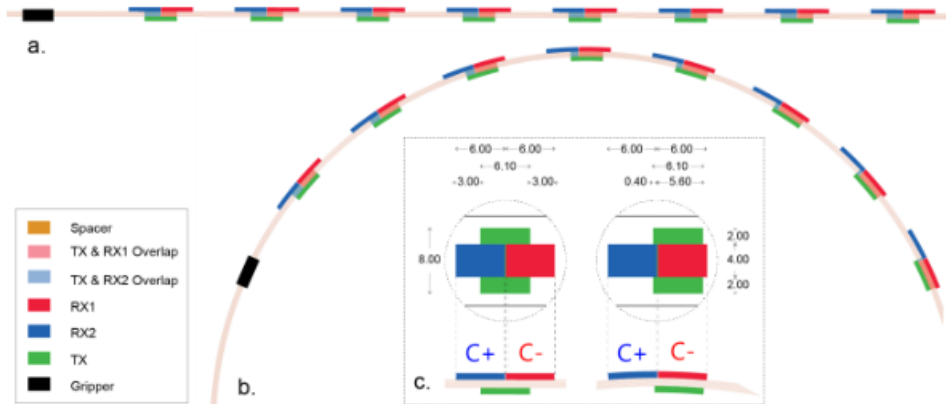 a.
6.00 6.00
6.10
3.00 3.00
6.00 6.00
6.10
0.40 5.60
8.00
2.00
4.00
2.00
Spacer
TX & RX1 Overlap
TX & RX2 Overlap
RX1
RX2
TX
Gripper
b.
C+ C-
c.
C+ C-